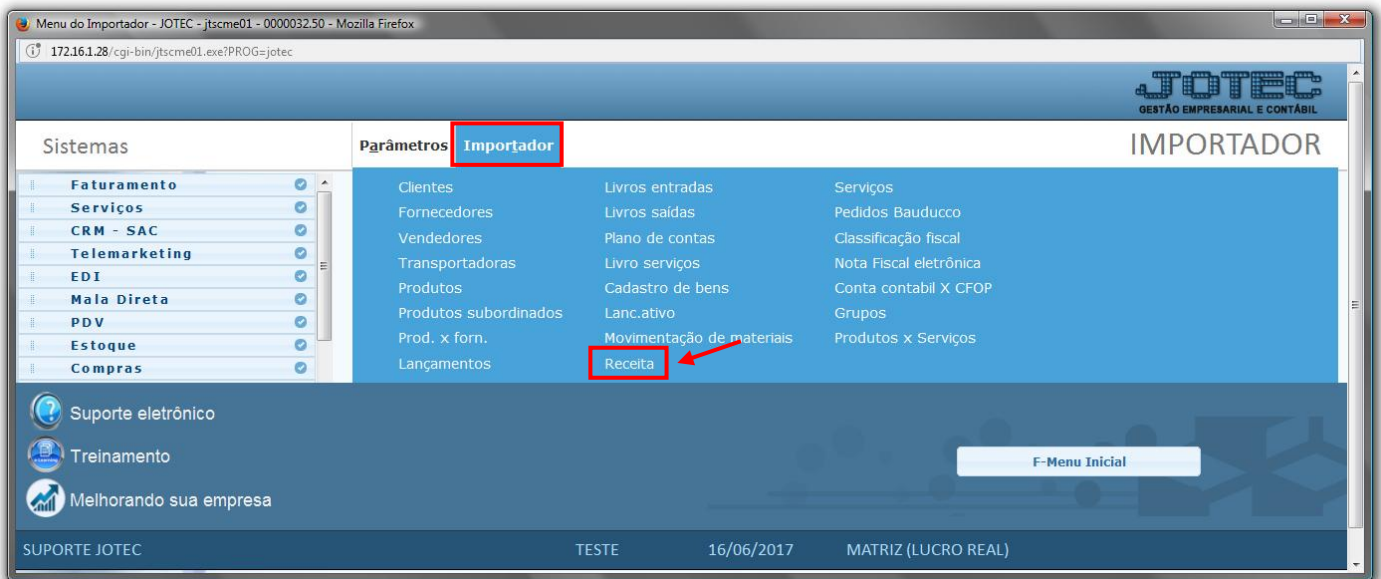 Menu do Importador - JOTEC - jtscme01 - 0000032.50 - Mozilla Firefox
172.16.1.28/cgi-bin/jtscme01.exe?PROG=jotec
JOTEC
GESTÃO EMPRESARIAL E CONTÁBIL
Sistemas
Parâmetros Importador
IMPORTADOR
Faturamento
Serviços
CRM - SAC
Telemarketing
EDI
Mala Direta
PDV
Estoque
Compras
Clientes
Fornecedores
Vendedores
Transportadoras
Produtos
Produtos subordinados
Prod. x forn.
Lançamentos
Livros entradas
Livros saídas
Plano de contas
Livro serviços
Cadastro de bens
Lanc.ativo
Movimentação de materiais
Receita
Serviços
Pedidos Bauducco
Classificação fiscal
Nota Fiscal eletrônica
Conta contabil X CFOP
Grupos
Produtos x Serviços
Suporte eletrônico
Treinamento
Melhorando sua empresa
F-Menu Inicial
SUPORTE JOTEC TESTE 16/06/2017 MATRIZ (LUCRO REAL)